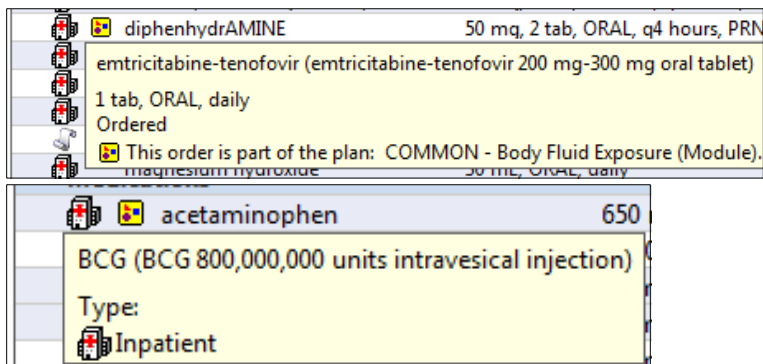 diphenhydrAMINE 50 mg, 2 tab, ORAL, q4 hours, PRN
emtricitabine-tenofovir (emtricitabine-tenofovir 200 mg-300 mg oral tablet)
1 tab, ORAL, daily
Ordered
This order is part of the plan: COMMON - Body Fluid Exposure (Module).
magnesium hydroxide 30 mL, ORAL, daily
medications
acetaminophen 650
BCG (BCG 800,000,000 units intravesical injection)
Type:
Inpatient